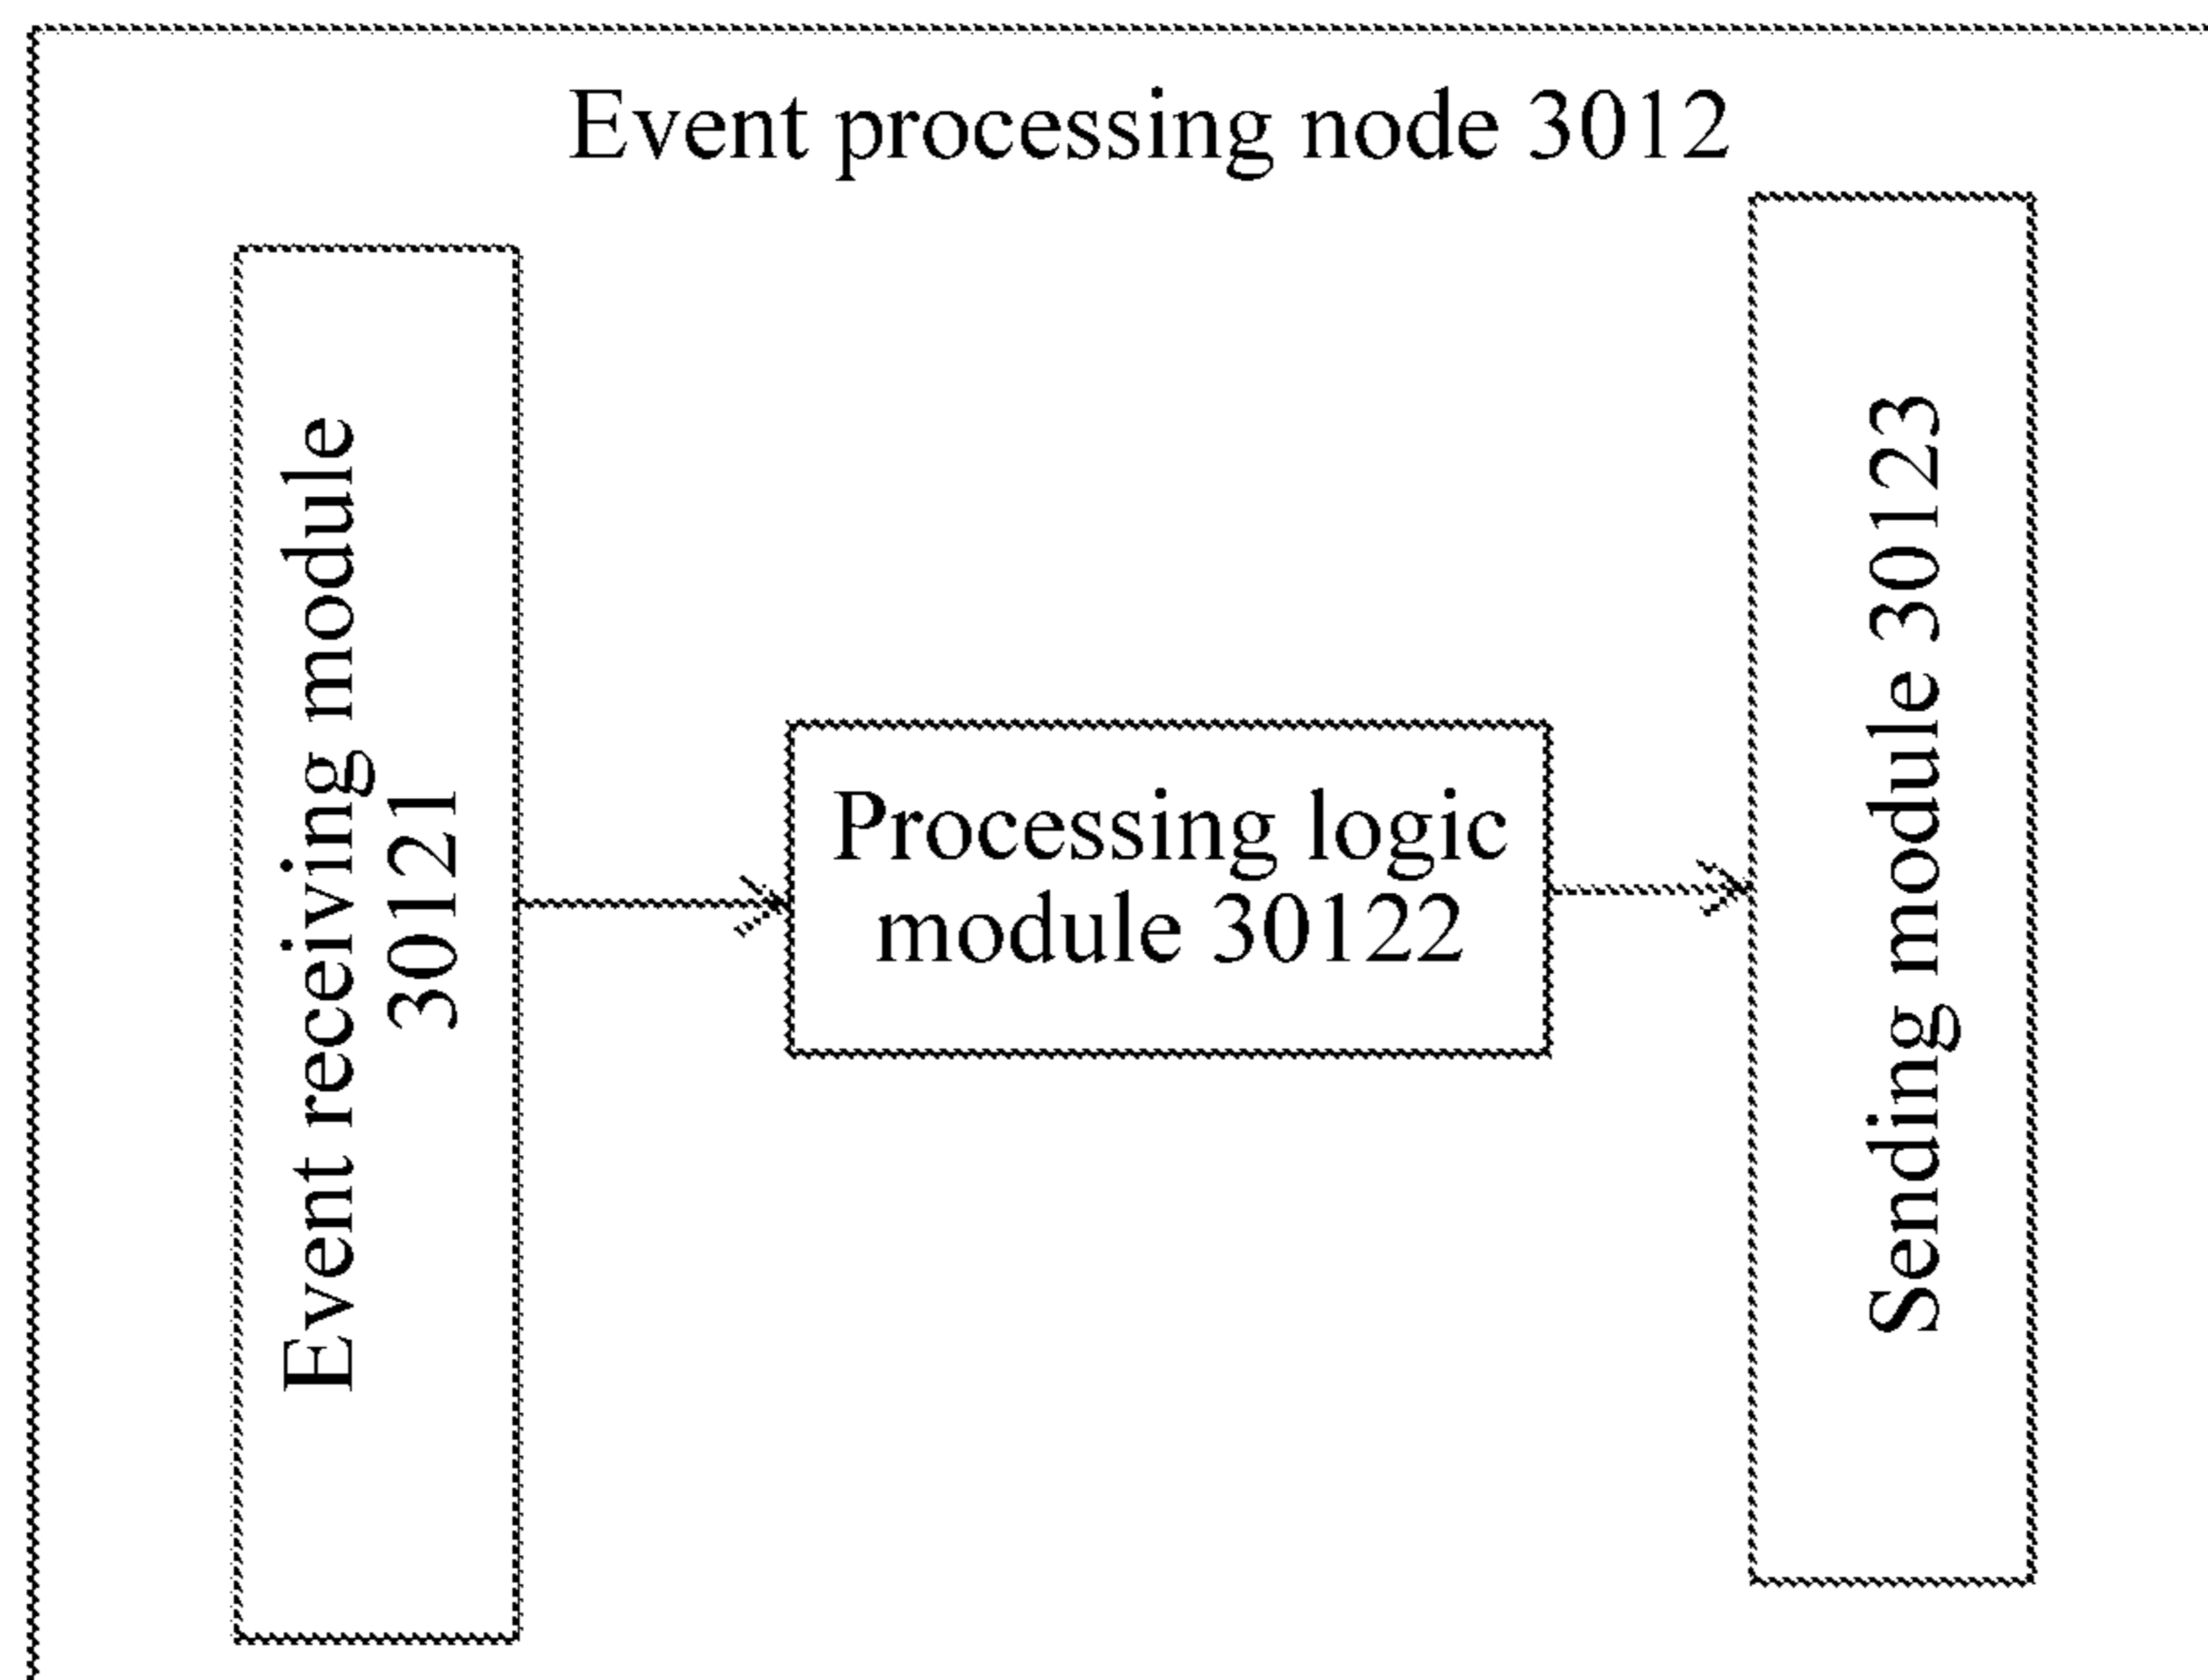 Event processing node 3012
Event receiving module
30121
Processing logic
module 30122
Sending module 30123